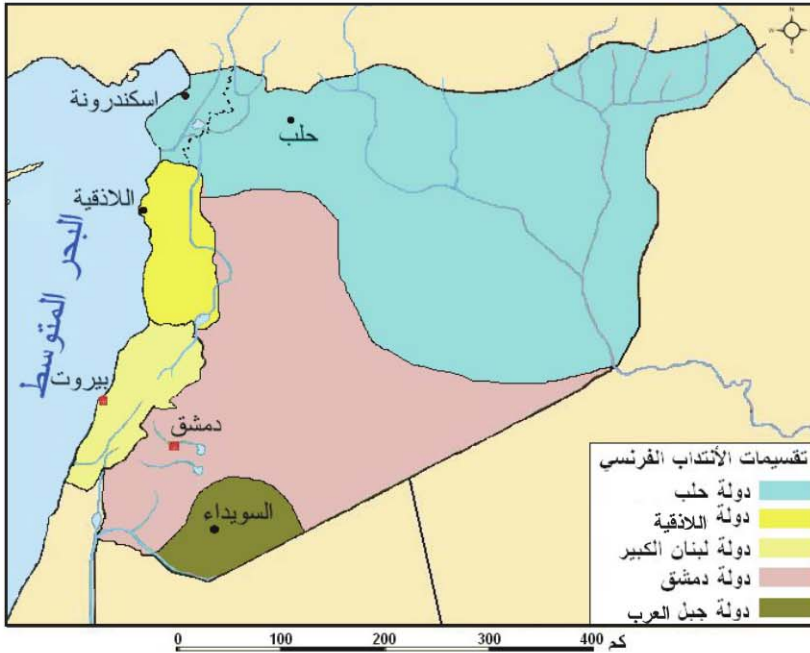 N
W
E
S
اسكندرونة
حلب
اللاذقية
البحر المتوسط
بيروت
دمشق
السويداء
تقسيمات الأنتداب الفرنسي
دولة حلب
دولة اللاذقية
دولة لبنان الكبير
دولة دمشق
دولة جبل العرب
0 100 200 300 400 كم